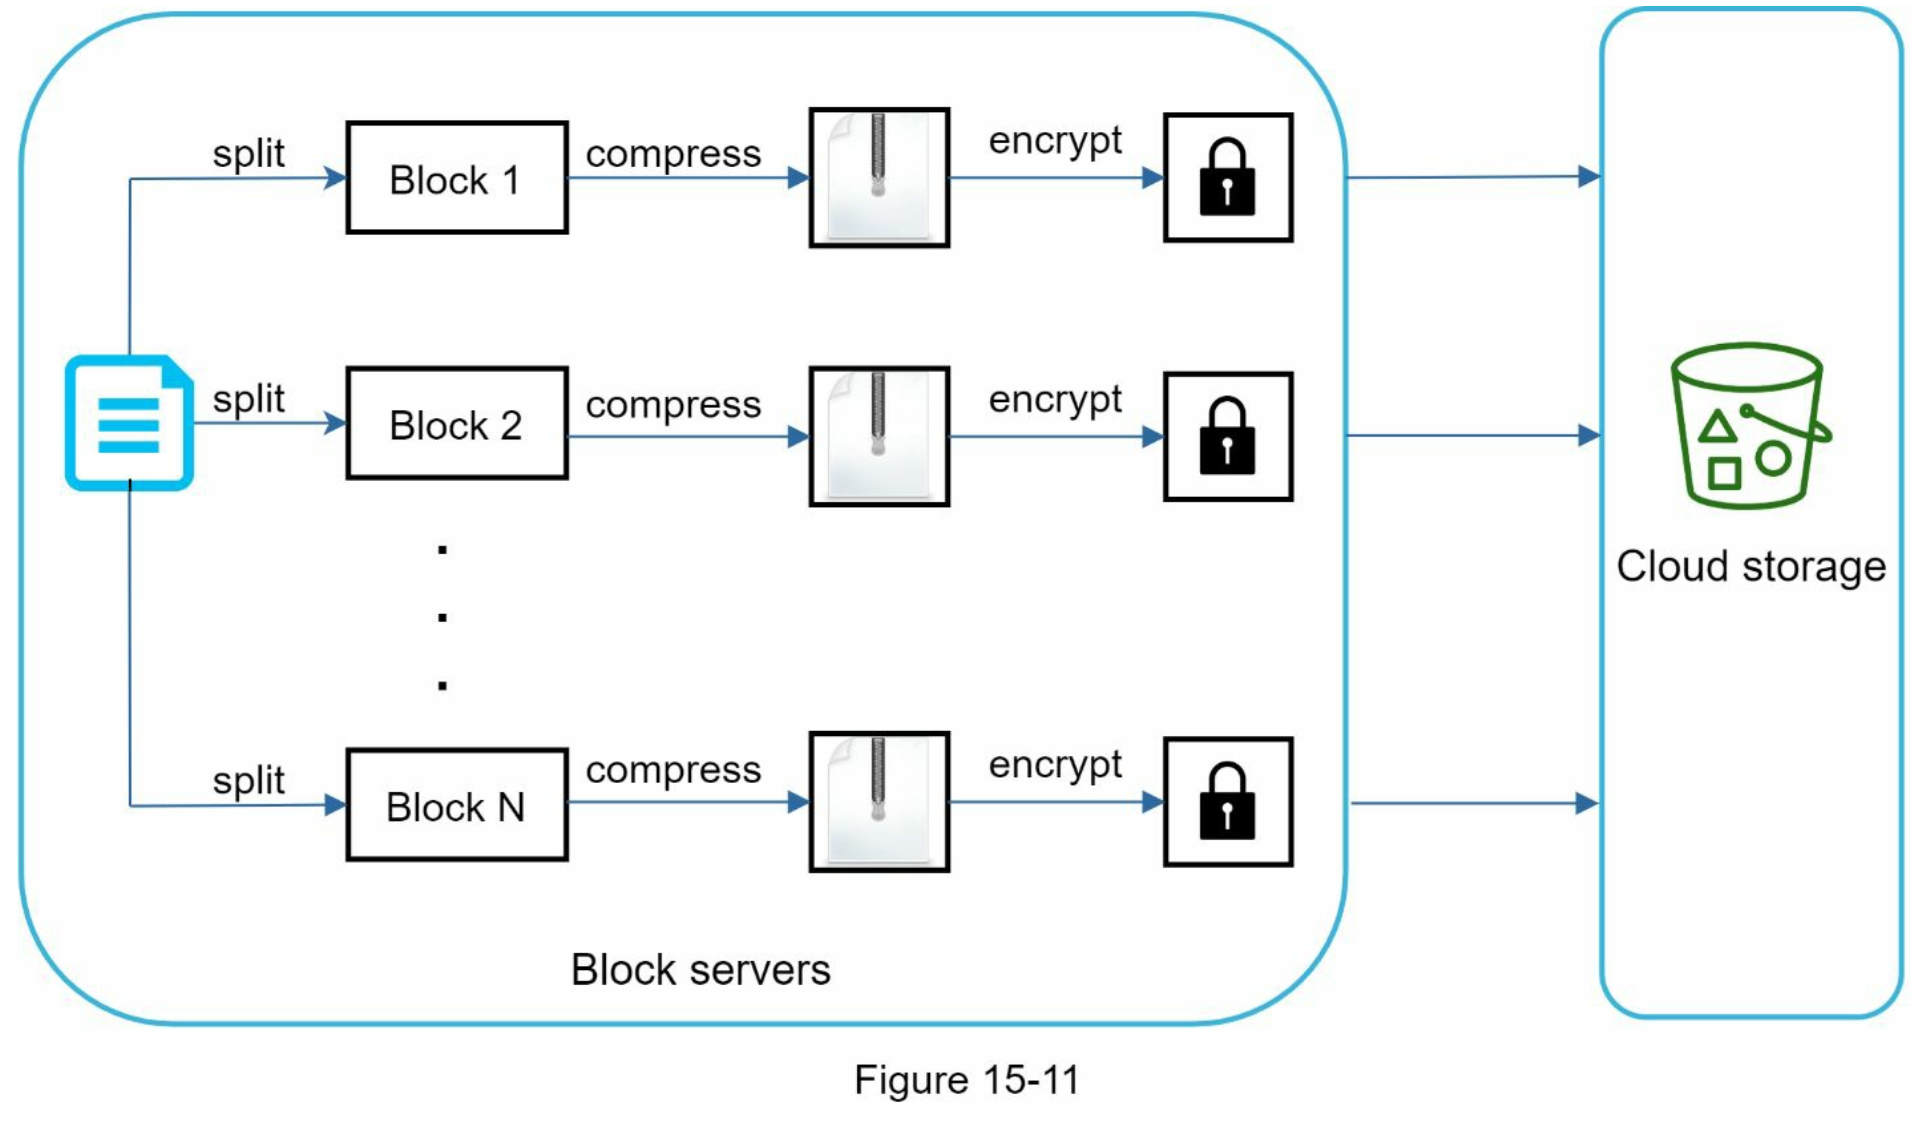 split
Block 1
compress
encrypt
split
Block 2
compress
encrypt
.
.
.
split
Block N
compress
encrypt
Cloud storage
Block servers
Figure 15-11